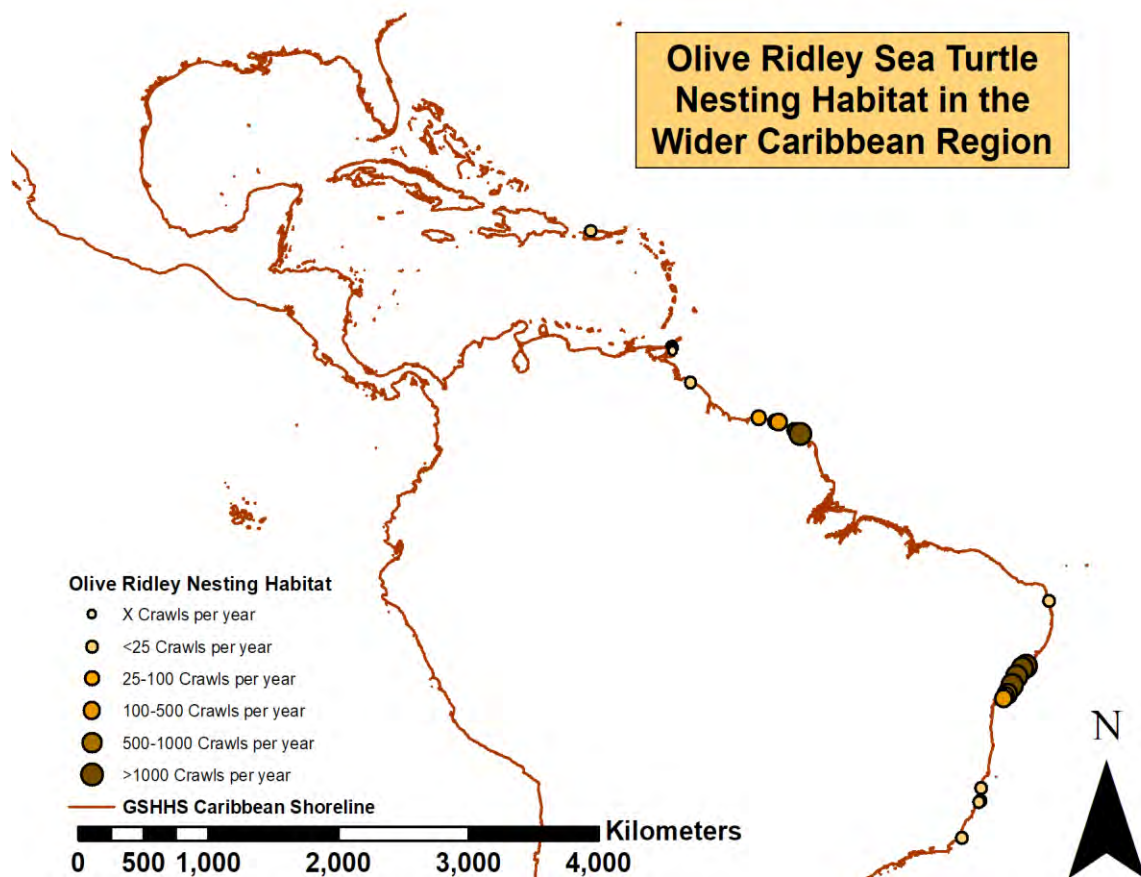 Olive Ridley Sea Turtle
Nesting Habitat in the
Wider Caribbean Region
Olive Ridley Nesting Habitat
X Crawls per year
<25 Crawls per year
25-100 Crawls per year
100-500 Crawls per year
500-1000 Crawls per year
>1000 Crawls per year
GSHHS Caribbean Shoreline
Kilometers
0 500 1,000 2,000 3,000 4,000
N